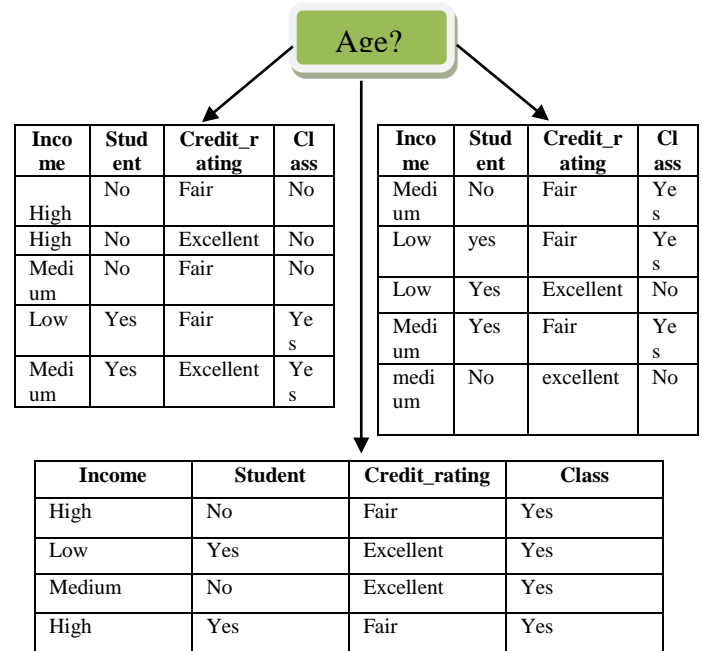 Age?
Inco Stud Credit_r Cl
me ent ating ass
No Fair No
High
High No Excellent No
Medi No Fair No
um
Low Yes Fair Ye
s
Medi Yes Excellent Ye
um s
Inco Stud Credit_r Cl
me ent ating ass
Medi No Fair Ye
um s
Low yes Fair Ye
s
Low Yes Excellent No
Medi Yes Fair Ye
um s
medi No excellent No
um
Income Student Credit_rating Class
High No Fair Yes
Low Yes Excellent Yes
Medium No Excellent Yes
High Yes Fair Yes